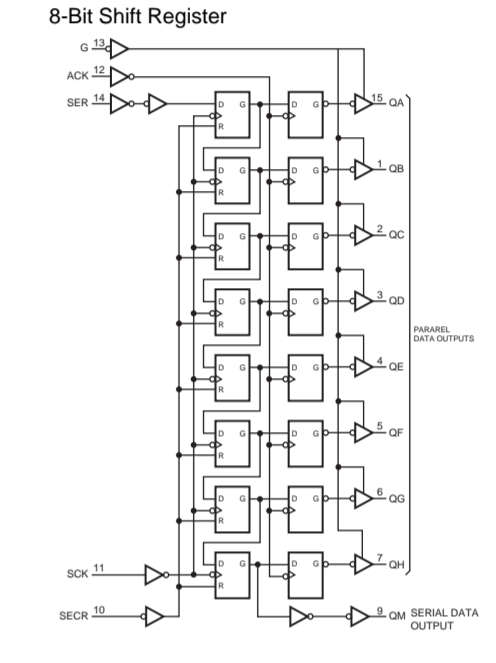 8-Bit Shift Register
G 13
ACK 12
SER 14
D G D G 15 QA
R
D G D G 1 QB
R
D G D G 2 QC
R
D G D G 3 QD
R
PARAREL
DATA OUTPUTS
D G D G 4 QE
R
D G D G 5 QF
R
D G D G 6 QG
R
D G D G 7 QH
SCK 11
R
SECR 10
9 QM SERIAL DATA
OUTPUT